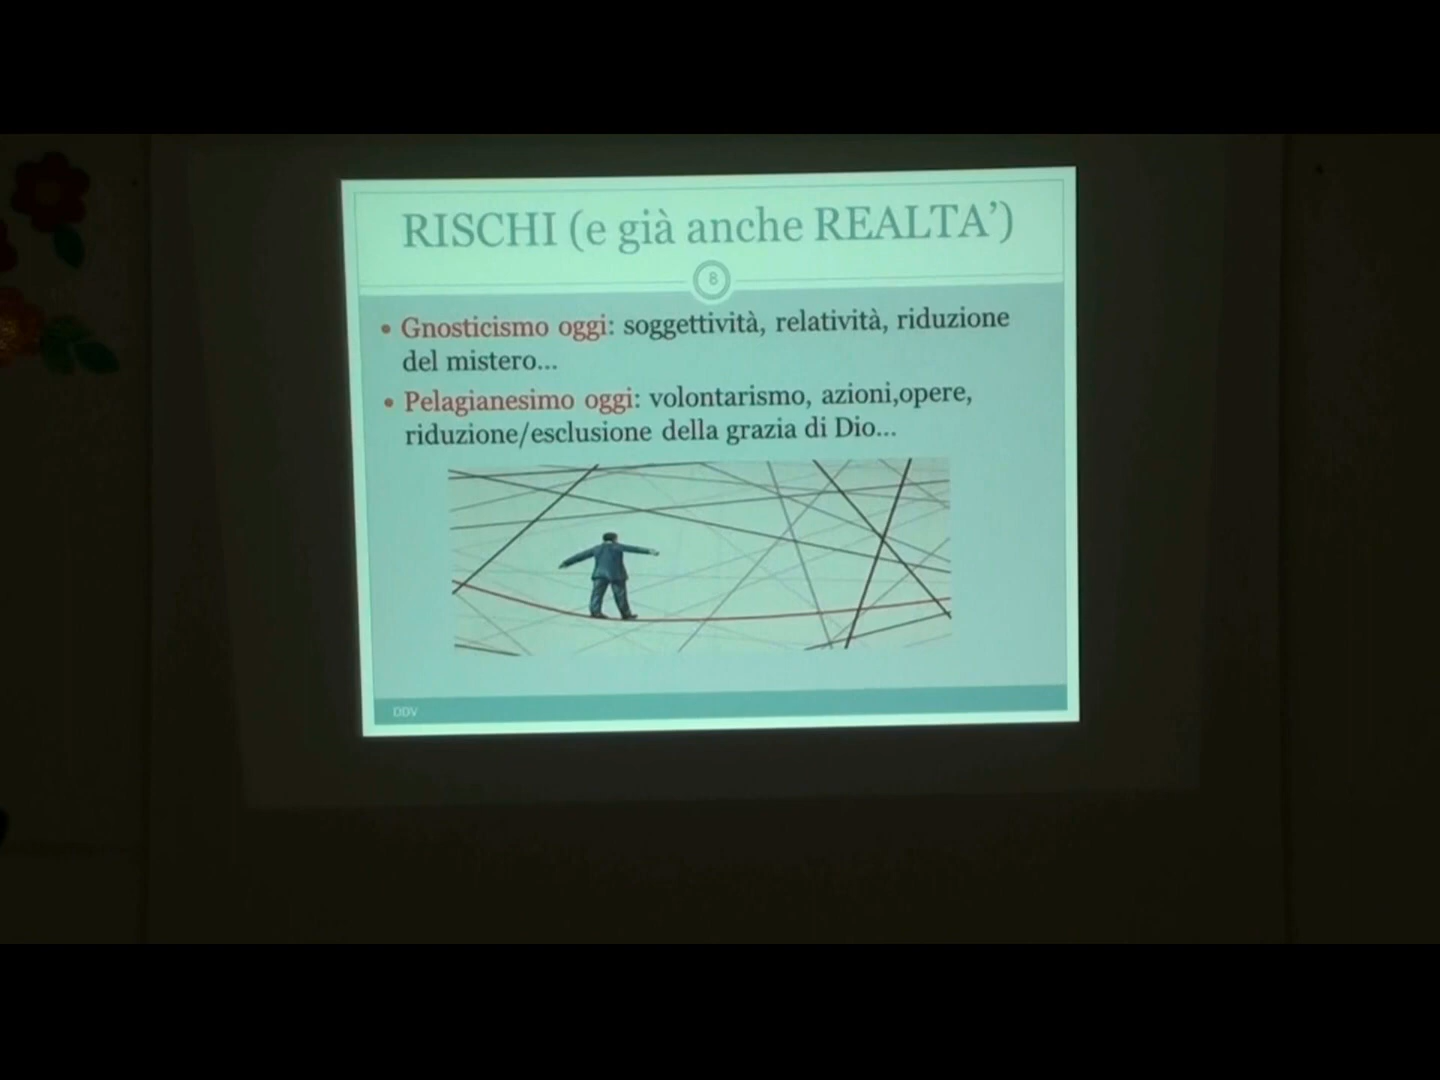 RISCHI (e già anche REALTA’)
8
• Gnosticismo oggi: soggettività, relatività, riduzione
del mistero...
• Pelagianesimo oggi: volontarismo, azioni,opere,
riduzione/esclusione della grazia di Dio...
DDV